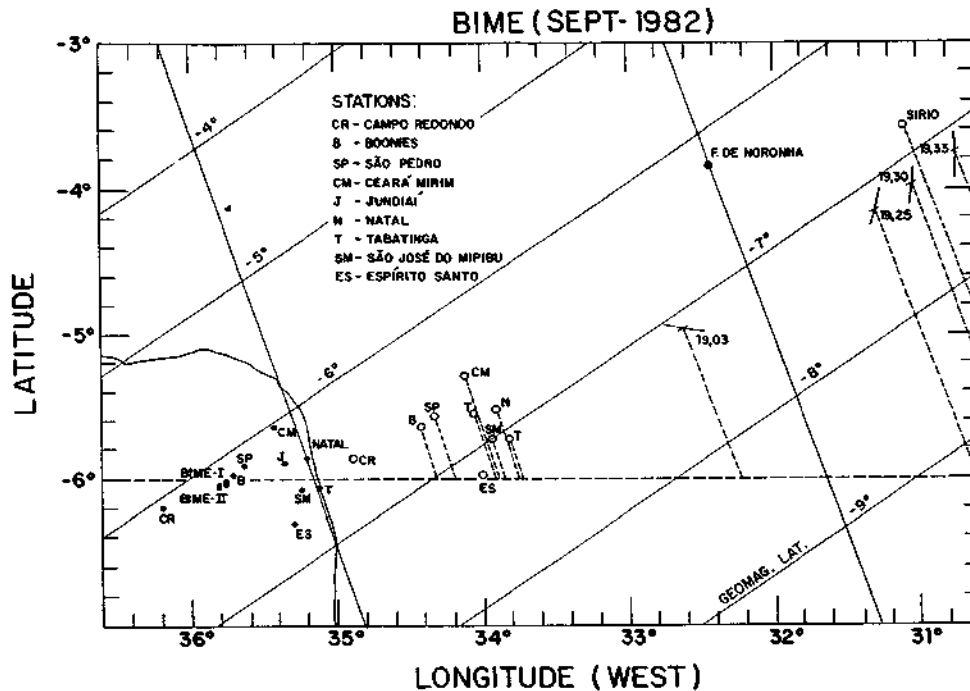 BIME (SEPT-1982)
-3°
-4°
-5°
-6°
LATITUDE
STATIONS:
CR - CAMPO REDONDO
B - BOONIES
SP - SÃO PEDRO
CM - CEARÁ MIRIM
J - JUNDIAÍ
N - NATAL
T - TABATINGA
SM - SÃO JOSÉ DO MIPIBU
ES - ESPÍRITO SANTO
-4°
-5°
-6°
-7°
-8°
-9°
GEOMAG. LAT.
F. DE NORONHA
SIRIO
19,33
19,30
19,25
19,03
CM
SP
B
T
N
SM
T
ES
CR
NATAL
CM
J
SP
BIME-I
B
BIME-II
SM
T
CR
ES
36°
35°
34°
33°
32°
31°
LONGITUDE (WEST)